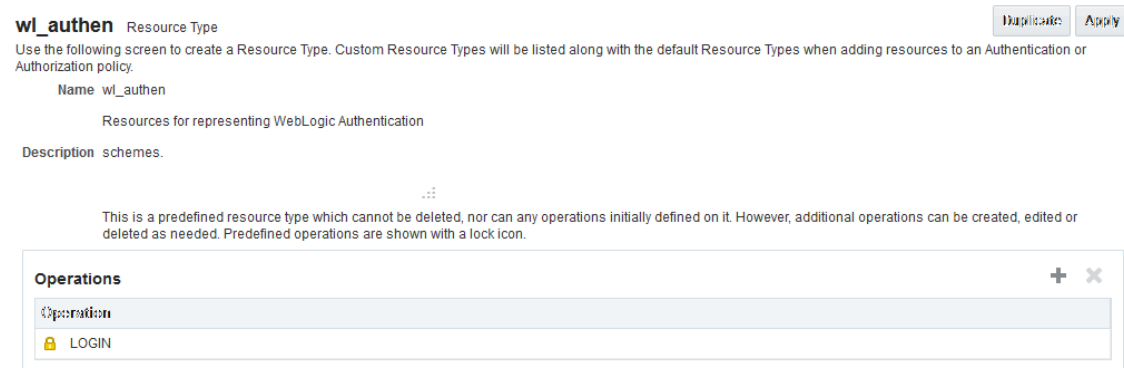 wl_authen Resource Type
Duplicate Apply
Use the following screen to create a Resource Type. Custom Resource Types will be listed along with the default Resource Types when adding resources to an Authentication or
Authorization policy.
Name wl_authen
Resources for representing WebLogic Authentication
Description schemes.
This is a predefined resource type which cannot be deleted, nor can any operations initially defined on it. However, additional operations can be created, edited or
deleted as needed. Predefined operations are shown with a lock icon.
Operations
Operation
LOGIN